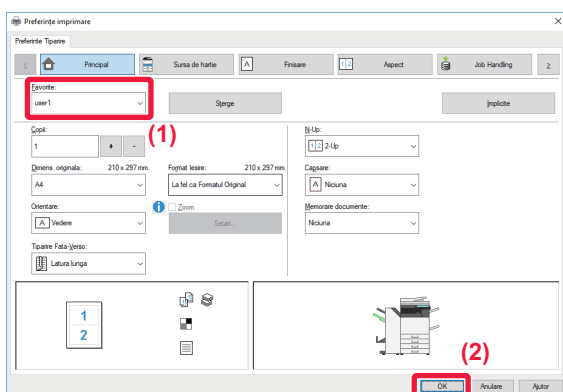 Preferințe imprimare
Preferinte Tiparire
Principal
Sursa de hartie
Finisare
Aspect
Job Handling
Favorite:
user1
Șterge
Implicite
(1)
Copii:
1
+ -
N-Up:
2-Up
Dimens. originala: 210 x 297 mm.
A4
Format Iesire: 210 x 297 mm.
La fel ca Formatul Original
Capsare:
Niciuna
Orientare:
Vedere
Zoom
Setari...
Memorare documente:
Niciuna
Tiparire Fata-Verso:
Latura lunga
1
2
(2)
OK
Anulare
Ajutor